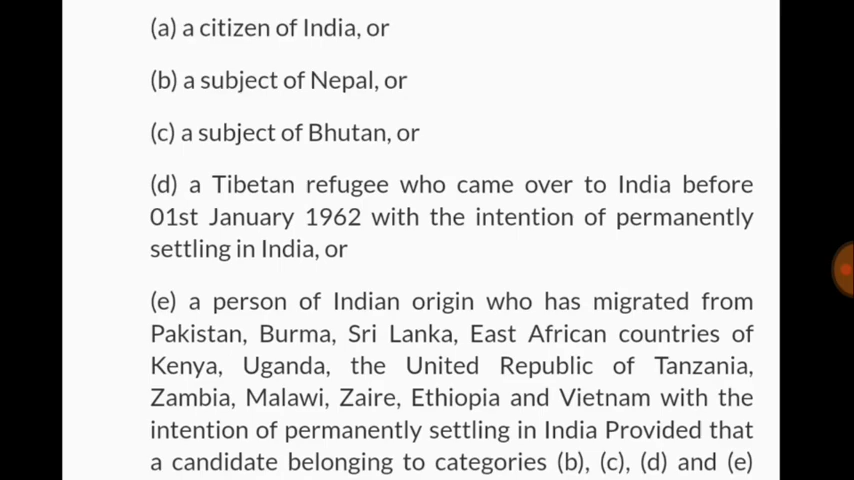 (a) a citizen of India, or
(b) a subject of Nepal, or
(c) a subject of Bhutan, or
(d) a Tibetan refugee who came over to India before
01st January 1962 with the intention of permanently
settling in India, or
(e) a person of Indian origin who has migrated from
Pakistan, Burma, Sri Lanka, East African countries of
Kenya, Uganda, the United Republic of Tanzania,
Zambia, Malawi, Zaire, Ethiopia and Vietnam with the
intention of permanently settling in India Provided that
a candidate belonging to categories (b), (c), (d) and (e)